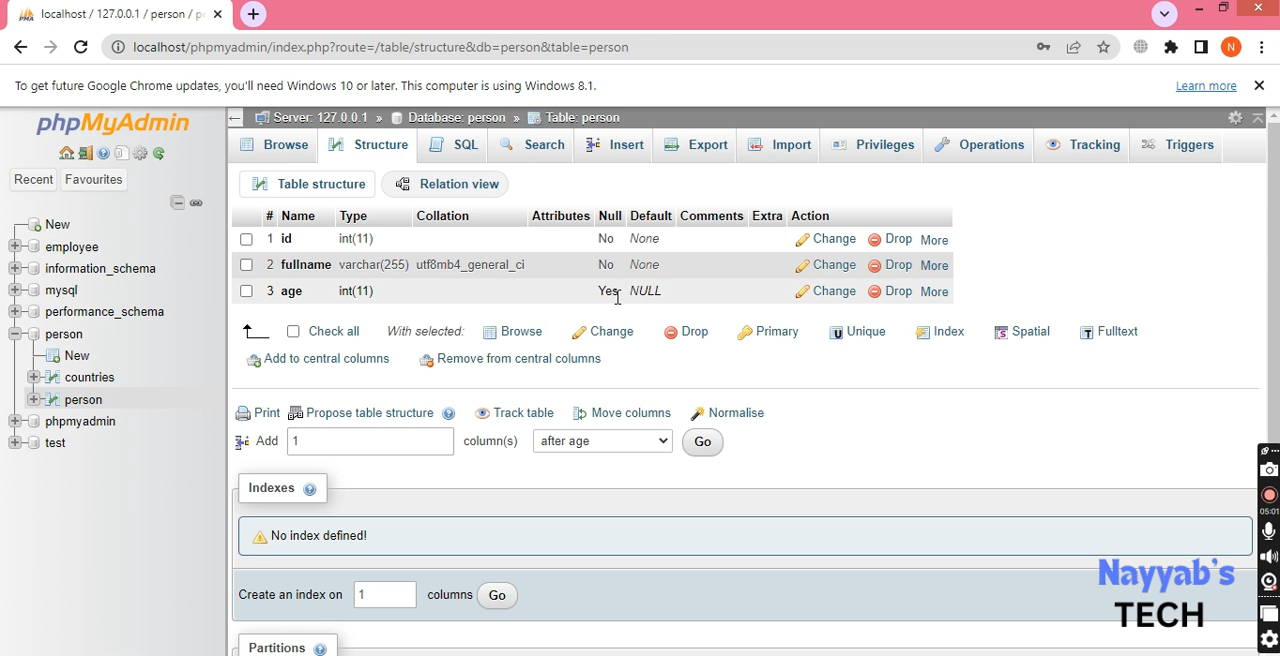 localhost / 127.0.0.1 / person / p
localhost/phpmyadmin/index.php?route=/table/structure&db=person&table=person
N
To get future Google Chrome updates, you'll need Windows 10 or later. This computer is using Windows 8.1.
Learn more
phpMyAdmin
Recent Favourites
New
employee
information_schema
mysql
performance_schema
person
New
countries
person
phpmyadmin
test
Server: 127.0.0.1 » Database: person » Table: person
Browse Structure SQL Search Insert Export Import Privileges Operations Tracking Triggers
Table structure Relation view
# Name Type Collation Attributes Null Default Comments Extra Action
1 id int(11) No None Change Drop More
2 fullname varchar(255) utf8mb4_general_ci No None Change Drop More
3 age int(11) Yes NULL Change Drop More
Check all With selected: Browse Change Drop Primary Unique Index Spatial Fulltext
Add to central columns Remove from central columns
Print Propose table structure Track table Move columns Normalise
Add 1 column(s) after age Go
Indexes
No index defined!
Create an index on 1 columns Go
Partitions
05:01
Nayyab's
TECH